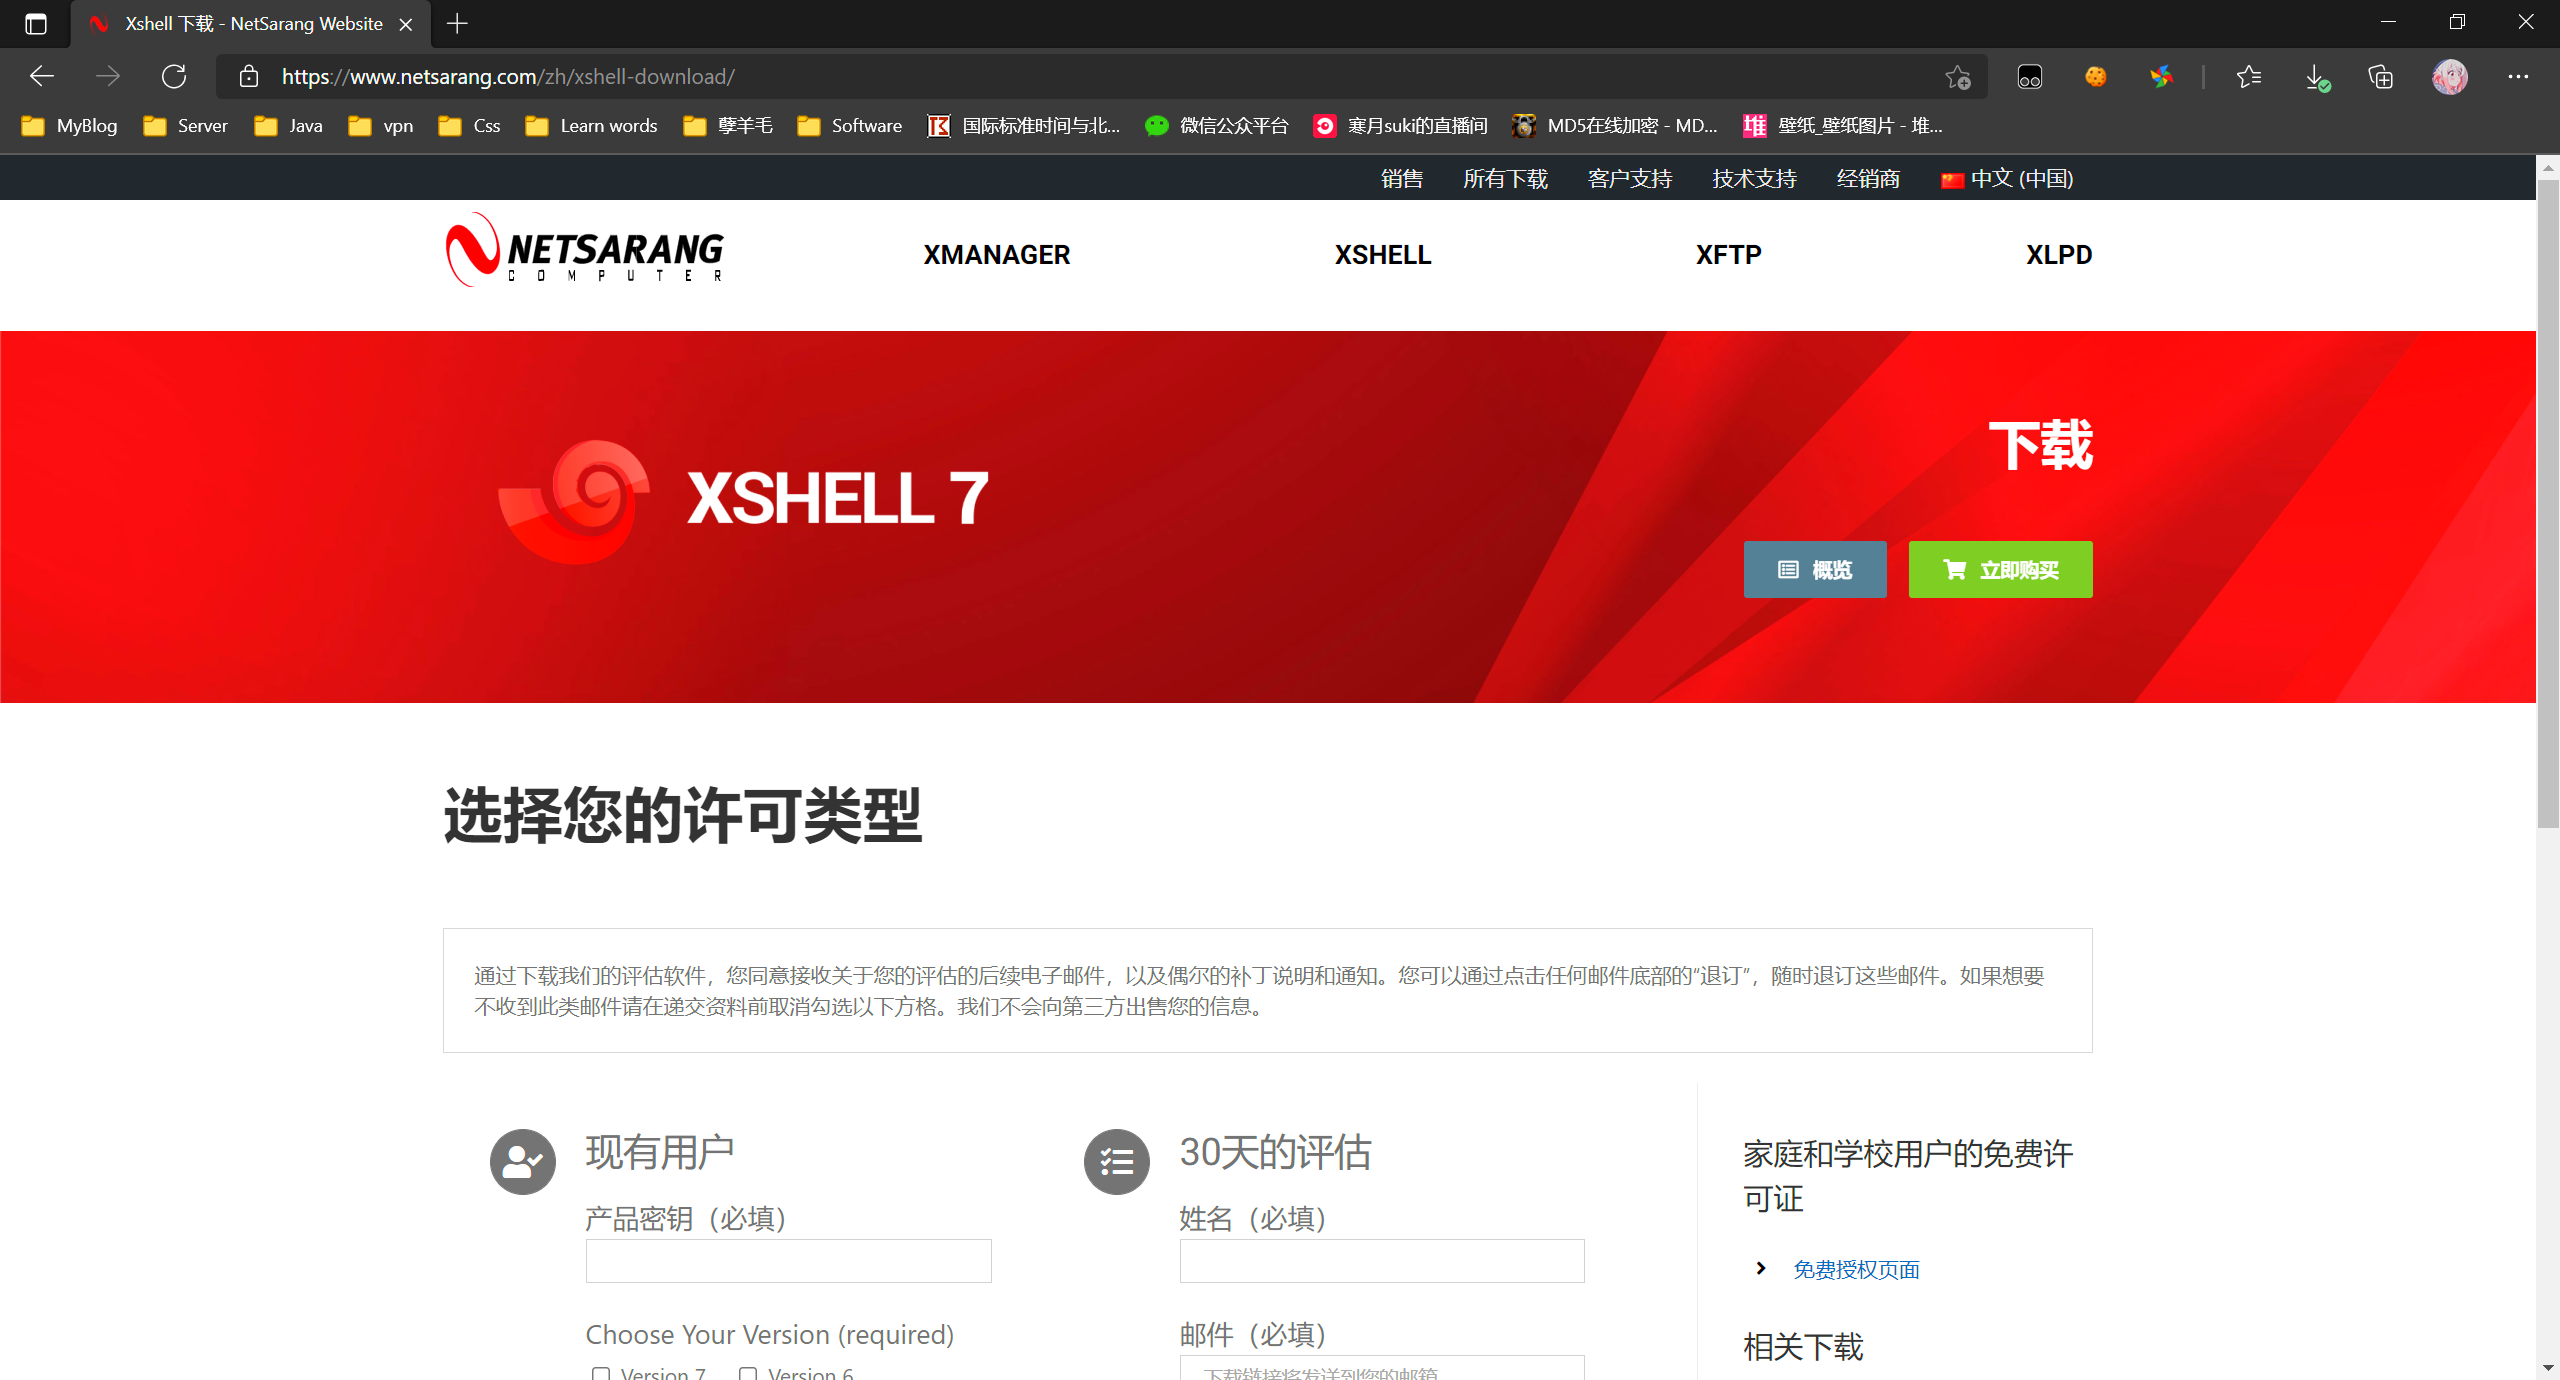 Xshell 下载 - NetSarang Website
https://www.netsarang.com/zh/xshell-download/
MyBlog Server Java vpn Css Learn words 孽羊毛 Software 国际标准时间与北... 微信公众平台 寒月suki的直播间 MD5在线加密 - MD... 壁纸_壁纸图片 - 堆...
销售 所有下载 客户支持 技术支持 经销商 中文 (中国)
NETSARANG
COMPUTER
XMANAGER XSHELL XFTP XLPD
XSHELL 7
下载
概览 立即购买
选择您的许可类型
通过下载我们的评估软件，您同意接收关于您的评估的后续电子邮件，以及偶尔的补丁说明和通知。您可以通过点击任何邮件底部的“退订”，随时退订这些邮件。如果想要
不收到此类邮件请在递交资料前取消勾选以下方格。我们不会向第三方出售您的信息。
现有用户
产品密钥（必填）
Choose Your Version (required)
Version 7 Version 6
30天的评估
姓名（必填）
邮件（必填）
下载链接将发送到您的邮箱
家庭和学校用户的免费许
可证
免费授权页面
相关下载